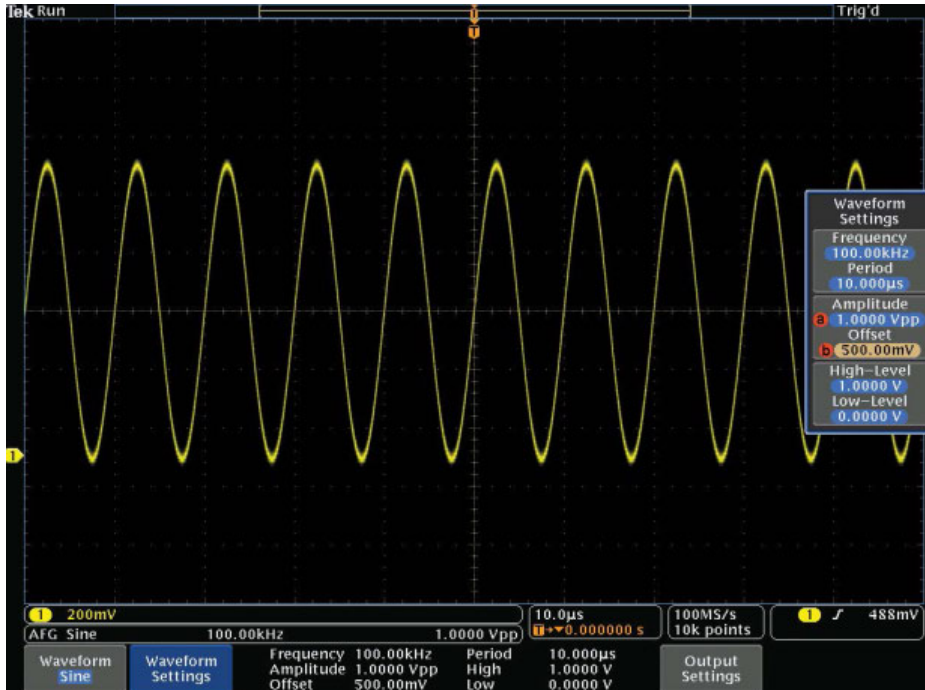 Tek Run Trig'd
T
T
Waveform
Settings
Frequency
100.00kHz
Period
10.000µs
Amplitude
a 1.0000 Vpp
Offset
b 500.00mV
High-Level
1.0000 V
Low-Level
0.0000 V
1
1 200mV
AFG Sine 100.00kHz 1.0000 Vpp
10.0µs
T→▼0.000000 s
100MS/s
10k points
1 488mV
Waveform
Sine
Waveform
Settings
Frequency 100.00kHz Period 10.000µs
Amplitude 1.0000 Vpp High 1.0000 V
Offset 500.00mV Low 0.0000 V
Output
Settings